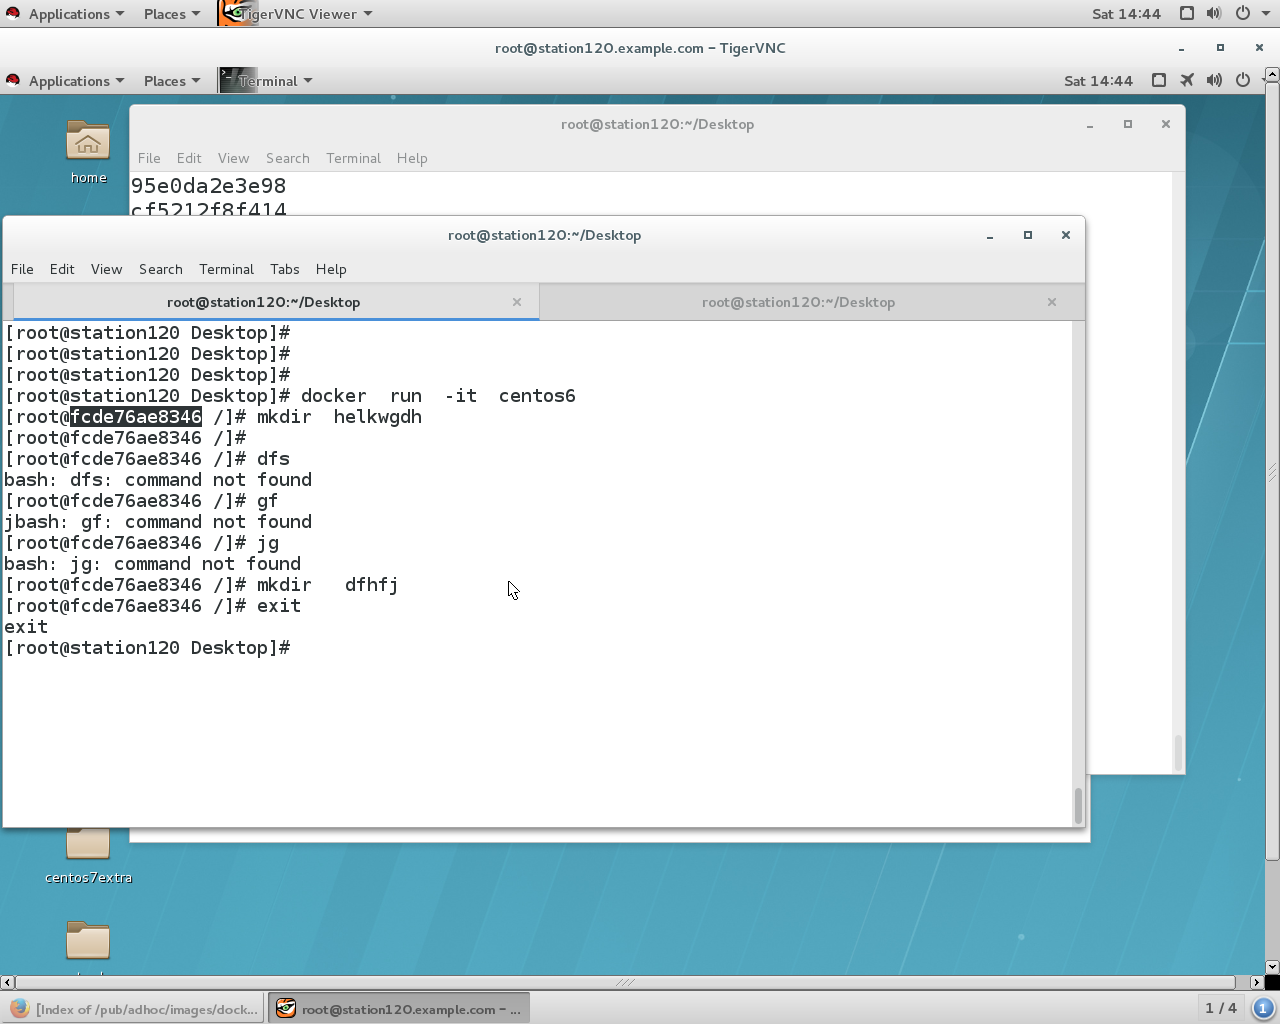 Applications Places TigerVNC Viewer Sat 14:44
root@station120.example.com - TigerVNC
Applications Places Terminal Sat 14:44
root@station120:~/Desktop
File Edit View Search Terminal Help
home
95e0da2e3e98
cf5212f8f414
root@station120:~/Desktop
File Edit View Search Terminal Tabs Help
root@station120:~/Desktop × root@station120:~/Desktop ×
[root@station120 Desktop]#
[root@station120 Desktop]#
[root@station120 Desktop]#
[root@station120 Desktop]# docker  run  -it  centos6
[root@fcde76ae8346 /]# mkdir  helkwgdh
[root@fcde76ae8346 /]#
[root@fcde76ae8346 /]# dfs
bash: dfs: command not found
[root@fcde76ae8346 /]# gf
jbash: gf: command not found
[root@fcde76ae8346 /]# jg
bash: jg: command not found
[root@fcde76ae8346 /]# mkdir   dfhfj
[root@fcde76ae8346 /]# exit
exit
[root@station120 Desktop]#
centos7extra
[Index of /pub/adhoc/images/dock... root@station120.example.com - ... 1 / 4 1